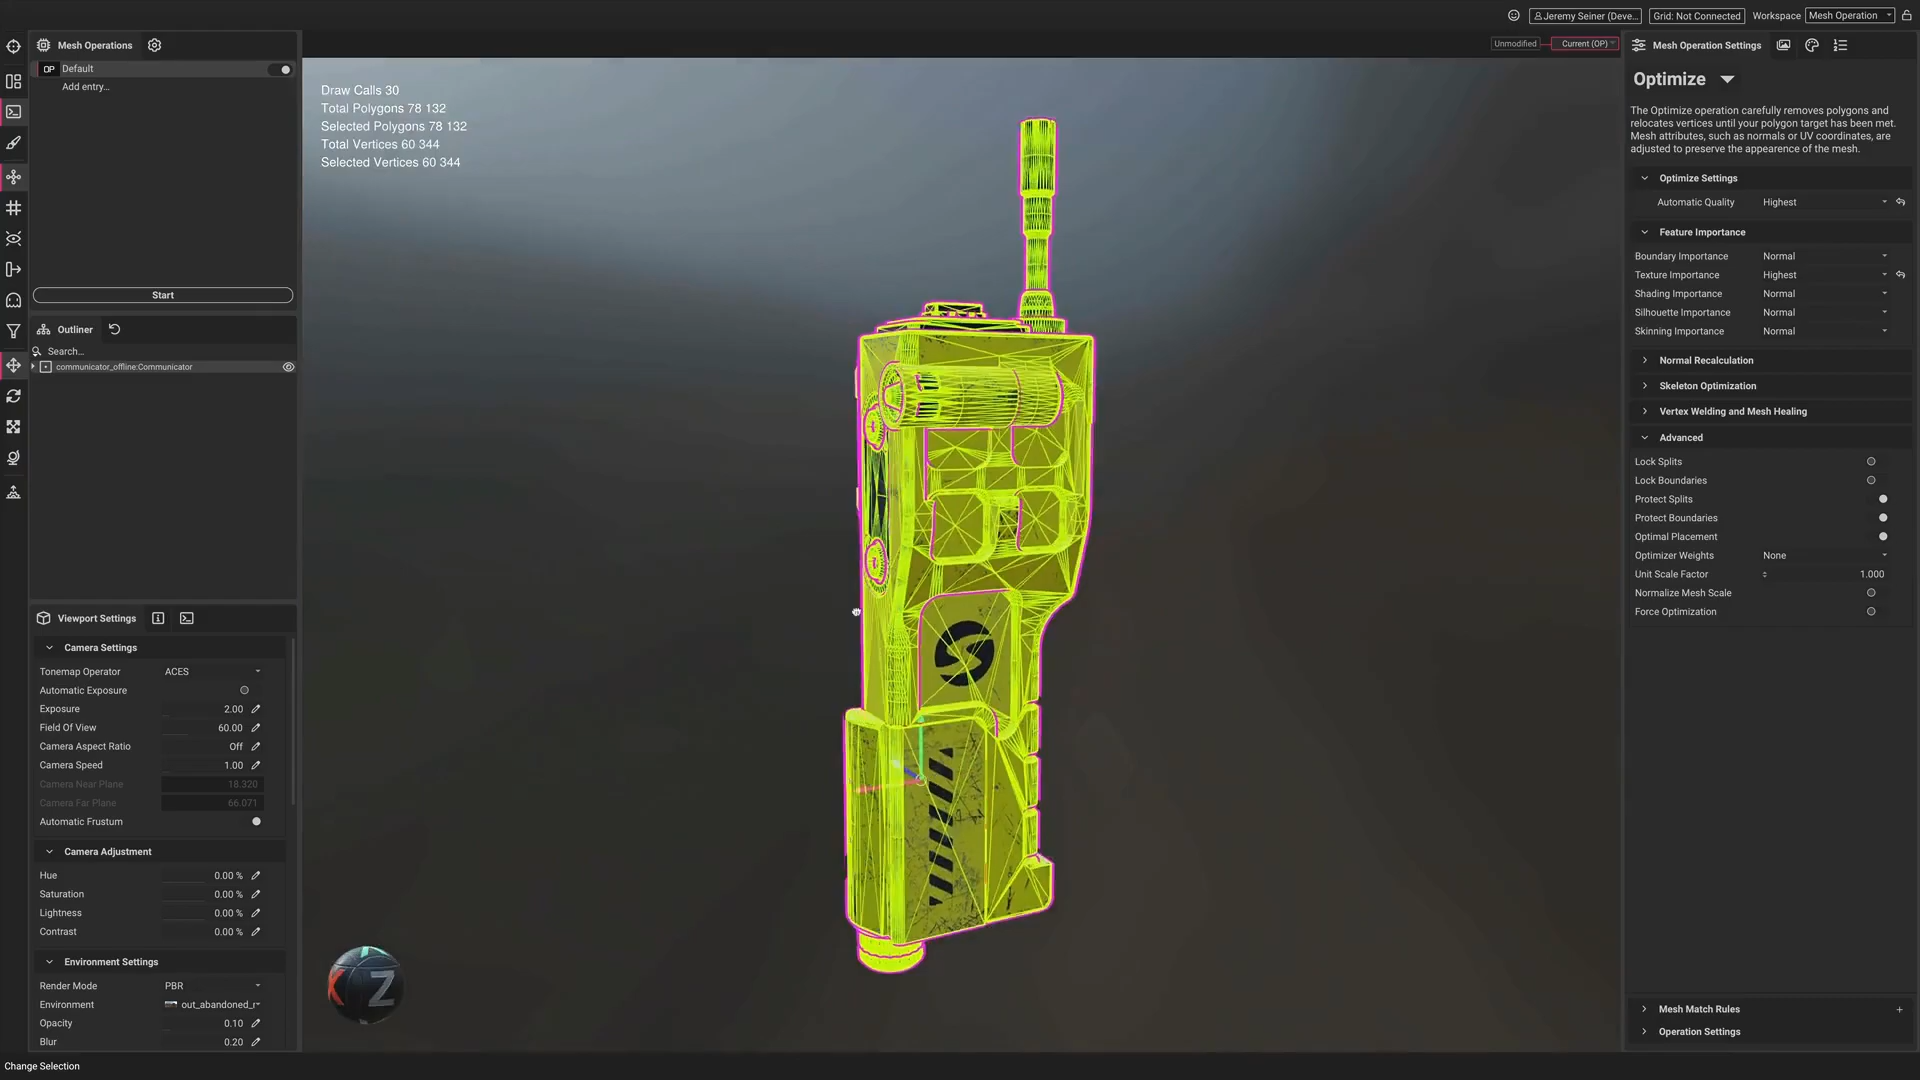 Jeremy Seiner (Deve...
Grid: Not Connected
Workspace
Mesh Operation
Mesh Operations
OP
Default
Add entry...
Start
Outliner
Search...
communicator_offline:Communicator
Viewport Settings
Camera Settings
Tonemap Operator ACES
Automatic Exposure
Exposure 2.00
Field Of View 60.00
Camera Aspect Ratio Off
Camera Speed 1.00
Camera Near Plane 18.320
Camera Far Plane 66.071
Automatic Frustum
Camera Adjustment
Hue 0.00 %
Saturation 0.00 %
Lightness 0.00 %
Contrast 0.00 %
Environment Settings
Render Mode PBR
Environment out_abandoned_r
Opacity 0.10
Blur 0.20
Change Selection
Unmodified
Current (OP)
Draw Calls 30
Total Polygons 78 132
Selected Polygons 78 132
Total Vertices 60 344
Selected Vertices 60 344
X Z
Mesh Operation Settings
Optimize
The Optimize operation carefully removes polygons and
relocates vertices until your polygon target has been met.
Mesh attributes, such as normals or UV coordinates, are
adjusted to preserve the appearence of the mesh.
Optimize Settings
Automatic Quality Highest
Feature Importance
Boundary Importance Normal
Texture Importance Highest
Shading Importance Normal
Silhouette Importance Normal
Skinning Importance Normal
Normal Recalculation
Skeleton Optimization
Vertex Welding and Mesh Healing
Advanced
Lock Splits
Lock Boundaries
Protect Splits
Protect Boundaries
Optimal Placement
Optimizer Weights None
Unit Scale Factor 1.000
Normalize Mesh Scale
Force Optimization
Mesh Match Rules
Operation Settings